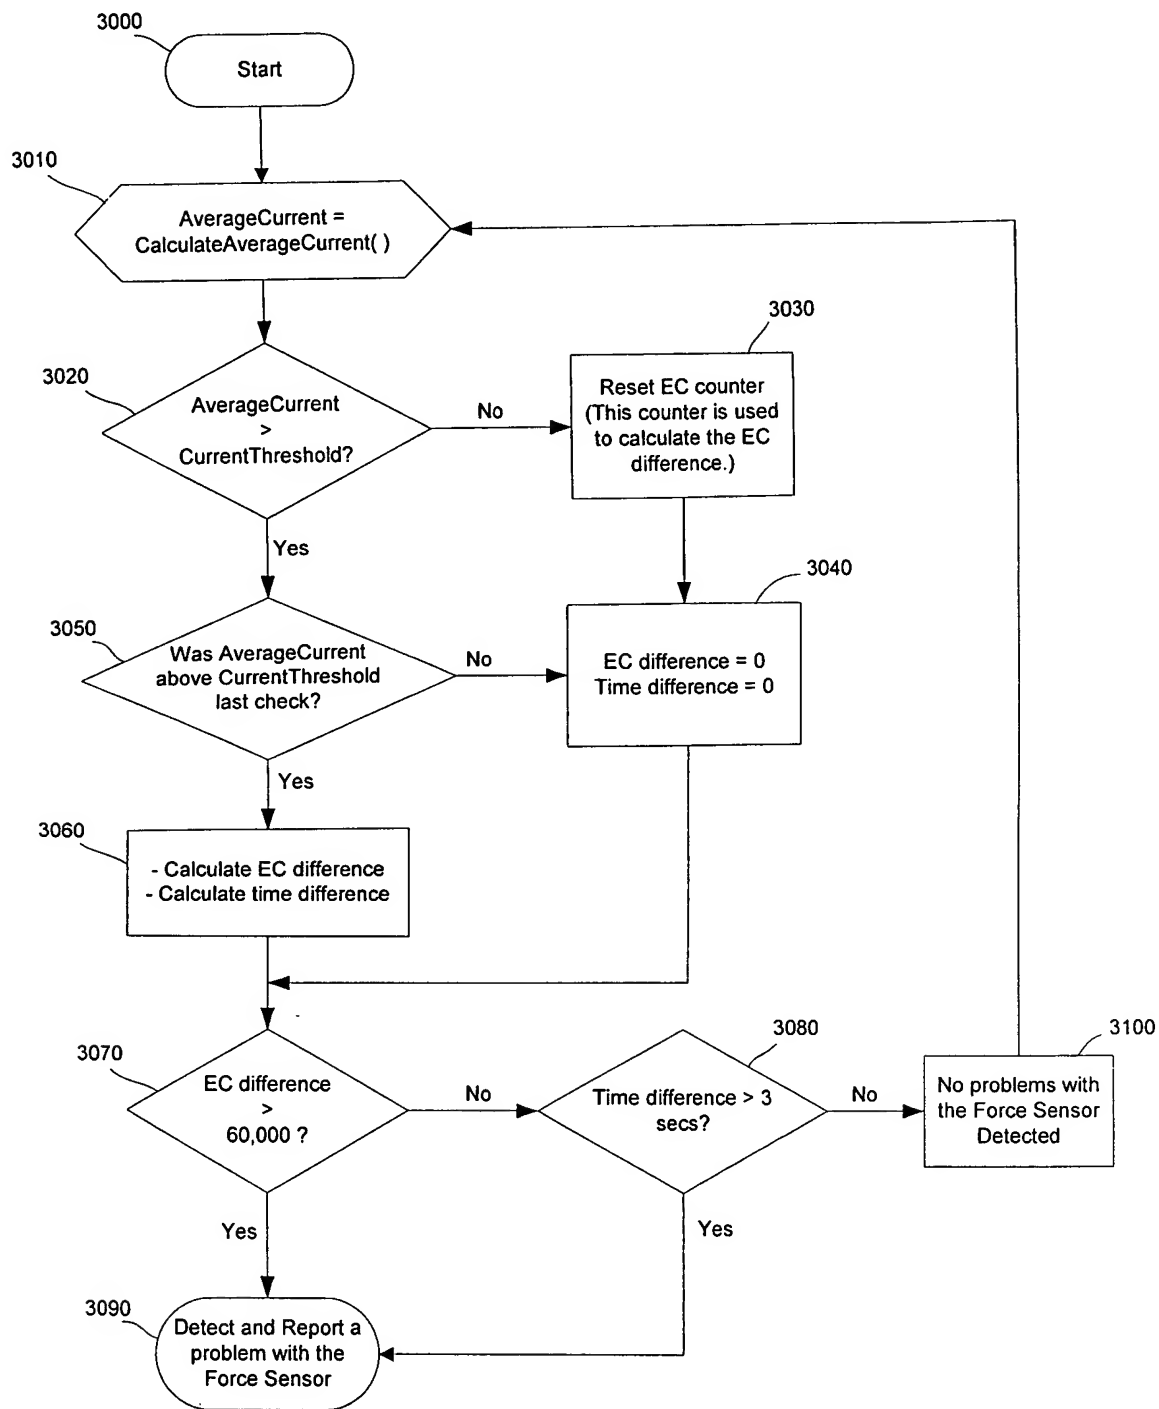 3000
Start
3010
AverageCurrent =
CalculateAverageCurrent( )
3020
AverageCurrent
>
CurrentThreshold?
No
3030
Reset EC counter
(This counter is used
to calculate the EC
difference.)
Yes
3040
EC difference = 0
Time difference = 0
3050
Was AverageCurrent
above CurrentThreshold
last check?
No
Yes
3060
- Calculate EC difference
- Calculate time difference
3070
EC difference
>
60,000 ?
No
3080
Time difference > 3
secs?
No
3100
No problems with
the Force Sensor
Detected
Yes
Yes
3090
Detect and Report a
problem with the
Force Sensor